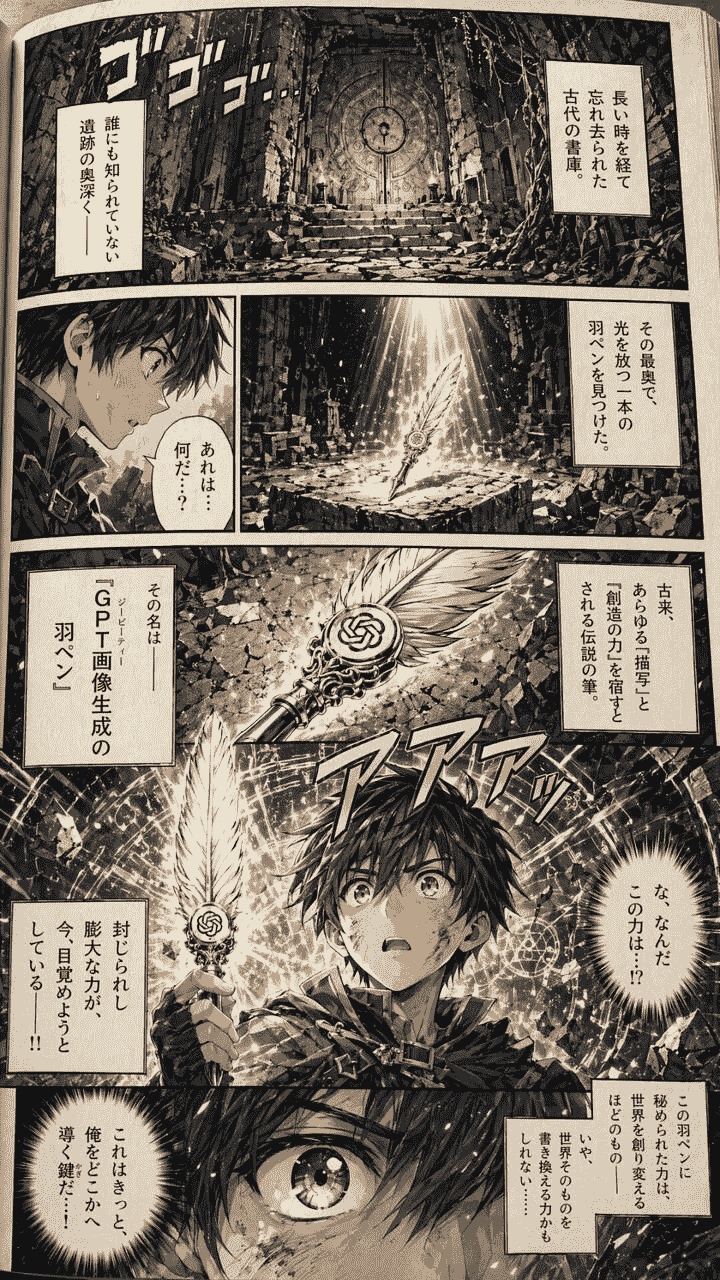 長い時を経て
忘れ去られた
古代の書庫。
ゴゴゴ…
誰にも知られていない
遺跡の奥深く――
その最奥で、
光を放つ一本の
羽ペンを見つけた。
あれは…
何だ…?
古来、
あらゆる「描写」と
『創造の力』を宿すと
される伝説の筆。
その名は――
ジーピーティー
『GPT画像生成の
羽ペン』
アアアッ
な、なんだ
この力は…!?
封じられし
膨大な力が、
今、目覚めようと
している――!!
この羽ペンに
秘められた力は、
世界を創り変える
ほどのもの――
いや、
世界そのものを
書き換える力かも
しれない……
これはきっと、
俺をどこかへ
かぎ
導く鍵だ…!